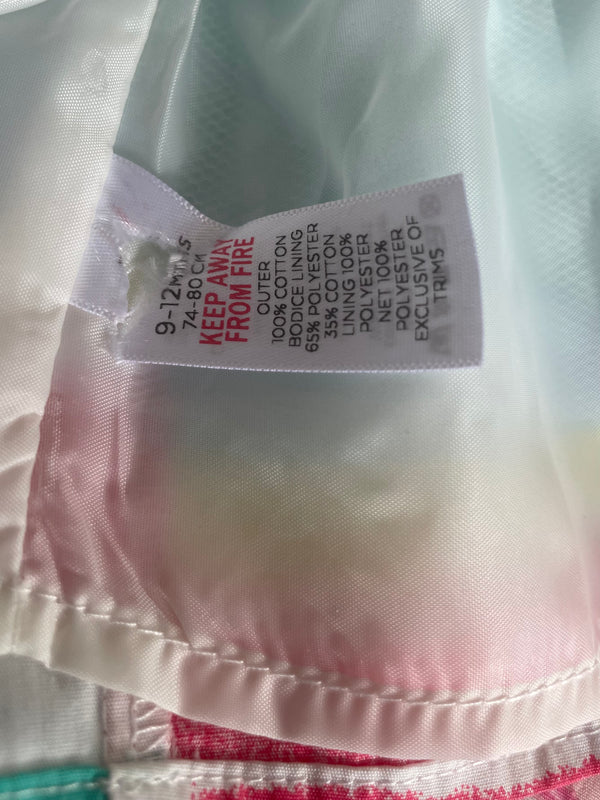 9-12 MTHS
74-80 CM
KEEP AWAY
FROM FIRE
OUTER
100% COTTON
BODICE LINING
65% POLYESTER
35% COTTON
LINING 100%
POLYESTER
NET 100%
POLYESTER
EXCLUSIVE OF
TRIMS